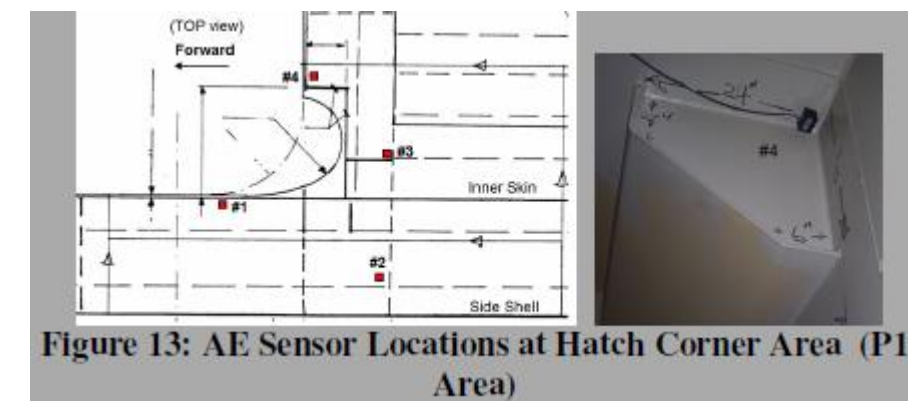 (TOP view)
Forward
#4
#3
Inner Skin
#1
#2
Side Shell
24"
#4
6"
Figure 13: AE Sensor Locations at Hatch Corner Area (P1
Area)